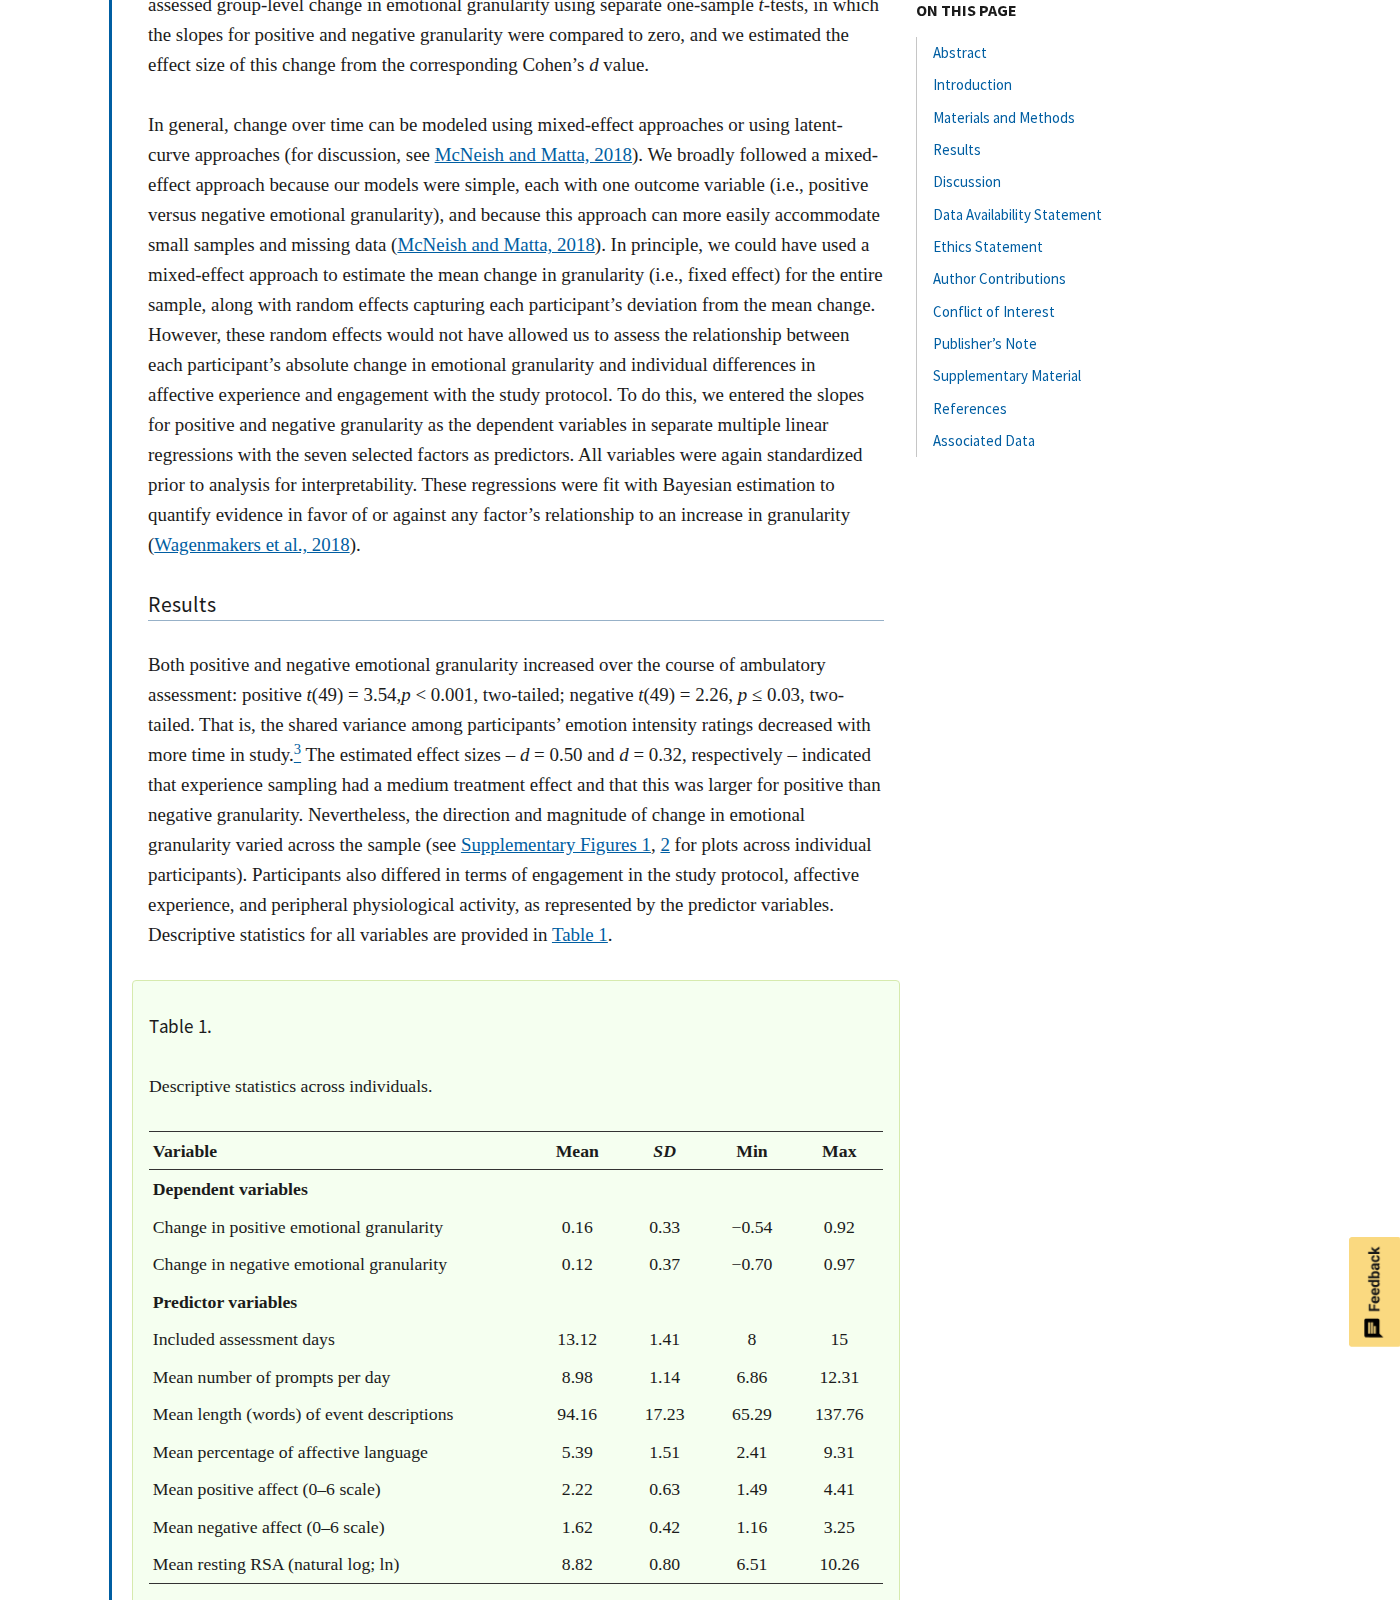 assessed group-level change in emotional granularity using separate one-sample t-tests, in which
the slopes for positive and negative granularity were compared to zero, and we estimated the
effect size of this change from the corresponding Cohen’s d value.
In general, change over time can be modeled using mixed-effect approaches or using latent-
curve approaches (for discussion, see McNeish and Matta, 2018). We broadly followed a mixed-
effect approach because our models were simple, each with one outcome variable (i.e., positive
versus negative emotional granularity), and because this approach can more easily accommodate
small samples and missing data (McNeish and Matta, 2018). In principle, we could have used a
mixed-effect approach to estimate the mean change in granularity (i.e., fixed effect) for the entire
sample, along with random effects capturing each participant’s deviation from the mean change.
However, these random effects would not have allowed us to assess the relationship between
each participant’s absolute change in emotional granularity and individual differences in
affective experience and engagement with the study protocol. To do this, we entered the slopes
for positive and negative granularity as the dependent variables in separate multiple linear
regressions with the seven selected factors as predictors. All variables were again standardized
prior to analysis for interpretability. These regressions were fit with Bayesian estimation to
quantify evidence in favor of or against any factor’s relationship to an increase in granularity
(Wagenmakers et al., 2018).
Results
Both positive and negative emotional granularity increased over the course of ambulatory
assessment: positive t(49) = 3.54,p < 0.001, two-tailed; negative t(49) = 2.26, p ≤ 0.03, two-
tailed. That is, the shared variance among participants’ emotion intensity ratings decreased with
more time in study.3 The estimated effect sizes – d = 0.50 and d = 0.32, respectively – indicated
that experience sampling had a medium treatment effect and that this was larger for positive than
negative granularity. Nevertheless, the direction and magnitude of change in emotional
granularity varied across the sample (see Supplementary Figures 1, 2 for plots across individual
participants). Participants also differed in terms of engagement in the study protocol, affective
experience, and peripheral physiological activity, as represented by the predictor variables.
Descriptive statistics for all variables are provided in Table 1.
Table 1.
Descriptive statistics across individuals.
Variable Mean SD Min Max
Dependent variables
Change in positive emotional granularity 0.16 0.33 −0.54 0.92
Change in negative emotional granularity 0.12 0.37 −0.70 0.97
Predictor variables
Included assessment days 13.12 1.41 8 15
Mean number of prompts per day 8.98 1.14 6.86 12.31
Mean length (words) of event descriptions 94.16 17.23 65.29 137.76
Mean percentage of affective language 5.39 1.51 2.41 9.31
Mean positive affect (0–6 scale) 2.22 0.63 1.49 4.41
Mean negative affect (0–6 scale) 1.62 0.42 1.16 3.25
Mean resting RSA (natural log; ln) 8.82 0.80 6.51 10.26
ON THIS PAGE
Abstract
Introduction
Materials and Methods
Results
Discussion
Data Availability Statement
Ethics Statement
Author Contributions
Conflict of Interest
Publisher’s Note
Supplementary Material
References
Associated Data
Feedback